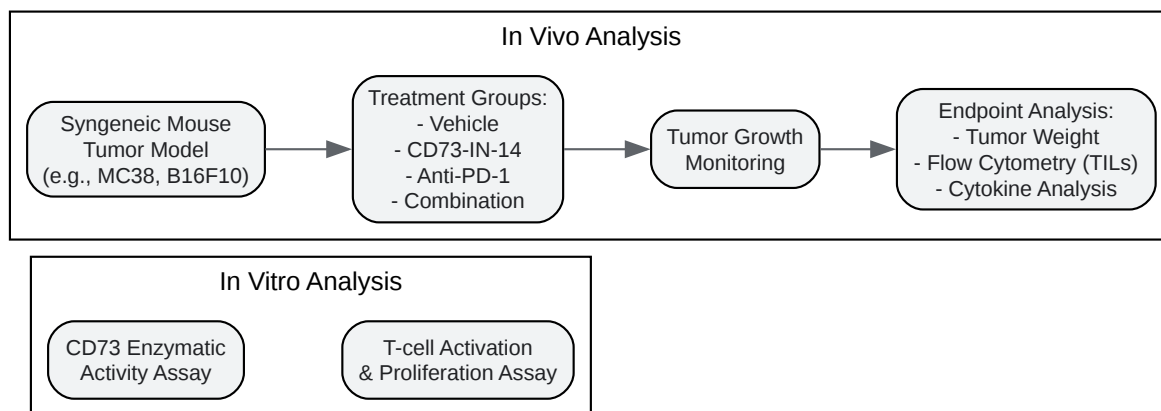 In Vivo Analysis
Syngeneic Mouse
Tumor Model
(e.g., MC38, B16F10)
Treatment Groups:
- Vehicle
- CD73-IN-14
- Anti-PD-1
- Combination
Tumor Growth
Monitoring
Endpoint Analysis:
- Tumor Weight
- Flow Cytometry (TILs)
- Cytokine Analysis
In Vitro Analysis
CD73 Enzymatic
Activity Assay
T-cell Activation
& Proliferation Assay